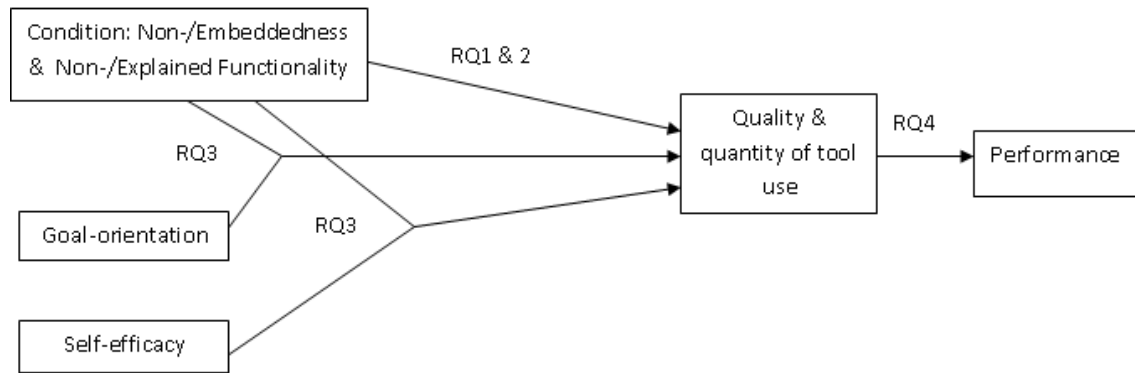 Condition: Non-/Embeddedness
& Non-/Explained Functionality
RQ1 & 2
Quality &
quantity of tool
use
RQ4
Performance
RQ3
Goal-orientation
RQ3
Self-efficacy